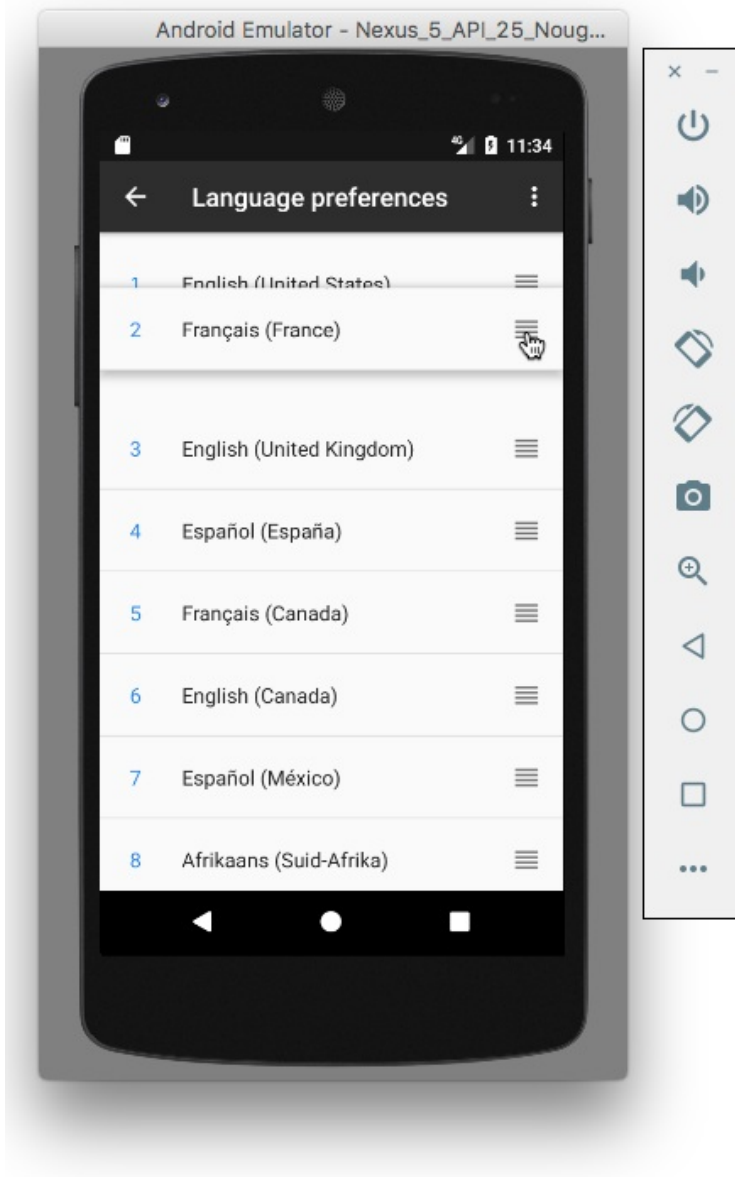 Android Emulator - Nexus_5_API_25_Noug...
4G 11:34
Language preferences
1 English (United States)
2 Français (France)
3 English (United Kingdom)
4 Español (España)
5 Français (Canada)
6 English (Canada)
7 Español (México)
8 Afrikaans (Suid-Afrika)